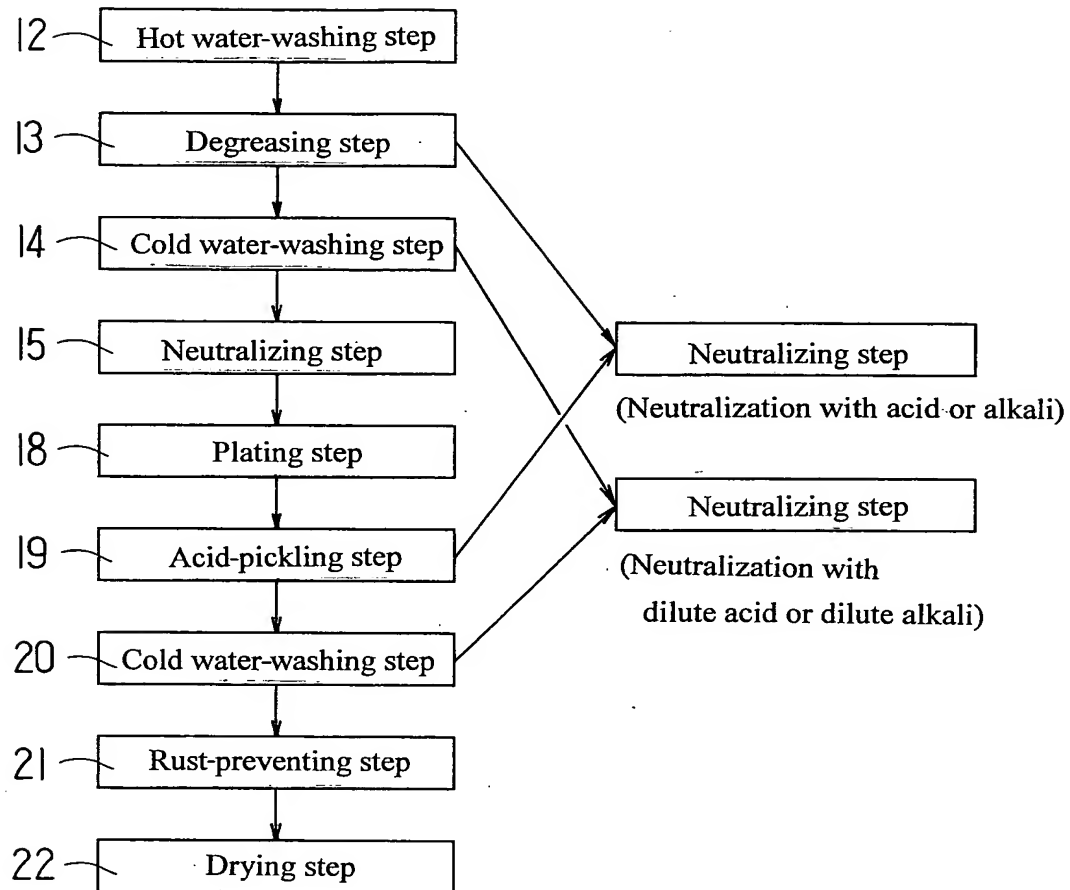 12 Hot water-washing step
13 Degreasing step
14 Cold water-washing step
15 Neutralizing step
18 Plating step
19 Acid-pickling step
20 Cold water-washing step
21 Rust-preventing step
22 Drying step
Neutralizing step
(Neutralization with acid or alkali)
Neutralizing step
(Neutralization with
dilute acid or dilute alkali)